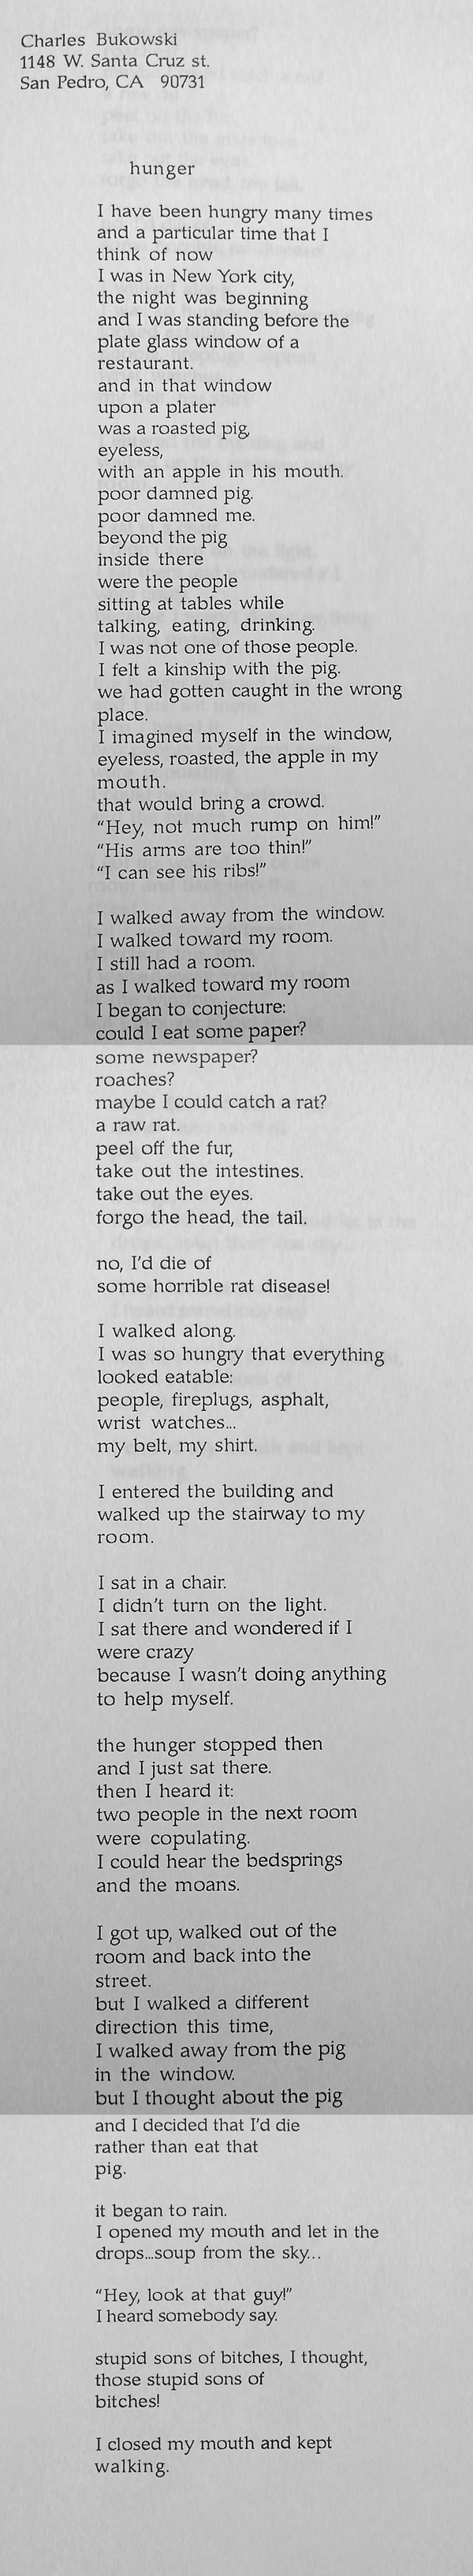 Charles Bukowski
1148 W. Santa Cruz st.
San Pedro, CA 90731
hunger
I have been hungry many times
and a particular time that I
think of now
I was in New York city,
the night was beginning
and I was standing before the
plate glass window of a
restaurant.
and in that window
upon a plater
was a roasted pig,
eyeless,
with an apple in his mouth.
poor damned pig.
poor damned me.
beyond the pig
inside there
were the people
sitting at tables while
talking, eating, drinking.
I was not one of those people.
I felt a kinship with the pig.
we had gotten caught in the wrong
place.
I imagined myself in the window,
eyeless, roasted, the apple in my
mouth.
that would bring a crowd.
“Hey, not much rump on him!”
“His arms are too thin!”
“I can see his ribs!”
I walked away from the window.
I walked toward my room.
I still had a room.
as I walked toward my room
I began to conjecture:
could I eat some paper?
some newspaper?
roaches?
maybe I could catch a rat?
a raw rat.
peel off the fur,
take out the intestines.
take out the eyes.
forgo the head, the tail.
no, I’d die of
some horrible rat disease!
I walked along.
I was so hungry that everything
looked eatable:
people, fireplugs, asphalt,
wrist watches...
my belt, my shirt.
I entered the building and
walked up the stairway to my
room.
I sat in a chair.
I didn’t turn on the light.
I sat there and wondered if I
were crazy
because I wasn’t doing anything
to help myself.
the hunger stopped then
and I just sat there.
then I heard it:
two people in the next room
were copulating.
I could hear the bedsprings
and the moans.
I got up, walked out of the
room and back into the
street.
but I walked a different
direction this time,
I walked away from the pig
in the window.
but I thought about the pig
and I decided that I’d die
rather than eat that
pig.
it began to rain.
I opened my mouth and let in the
drops...soup from the sky...
“Hey, look at that guy!”
I heard somebody say.
stupid sons of bitches, I thought,
those stupid sons of
bitches!
I closed my mouth and kept
walking.